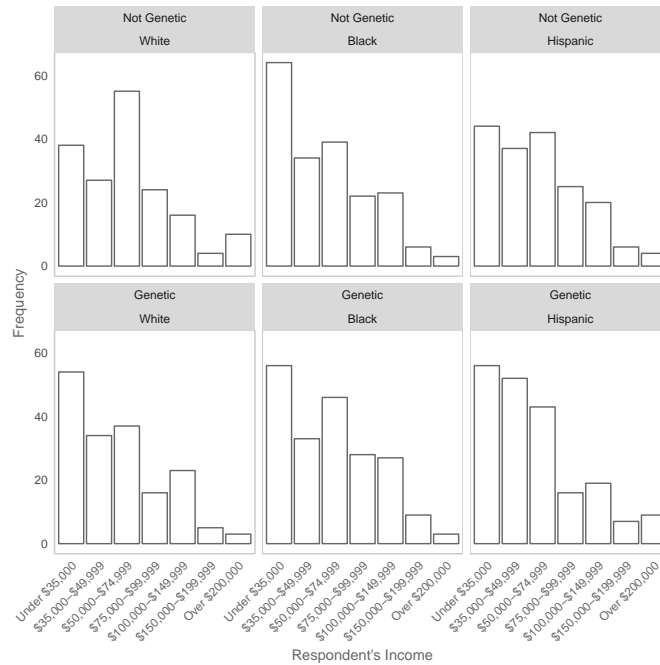 Not Genetic
White
Not Genetic
Black
Not Genetic
Hispanic
60
40
20
0
Frequency
Genetic
White
Genetic
Black
Genetic
Hispanic
60
40
20
0
Under $35,000
$35,000–$49,999
$50,000–$74,999
$75,000–$99,999
$100,000–$149,999
$150,000–$199,999
Over $200,000
Under $35,000
$35,000–$49,999
$50,000–$74,999
$75,000–$99,999
$100,000–$149,999
$150,000–$199,999
Over $200,000
Under $35,000
$35,000–$49,999
$50,000–$74,999
$75,000–$99,999
$100,000–$149,999
$150,000–$199,999
Over $200,000
Respondent's Income